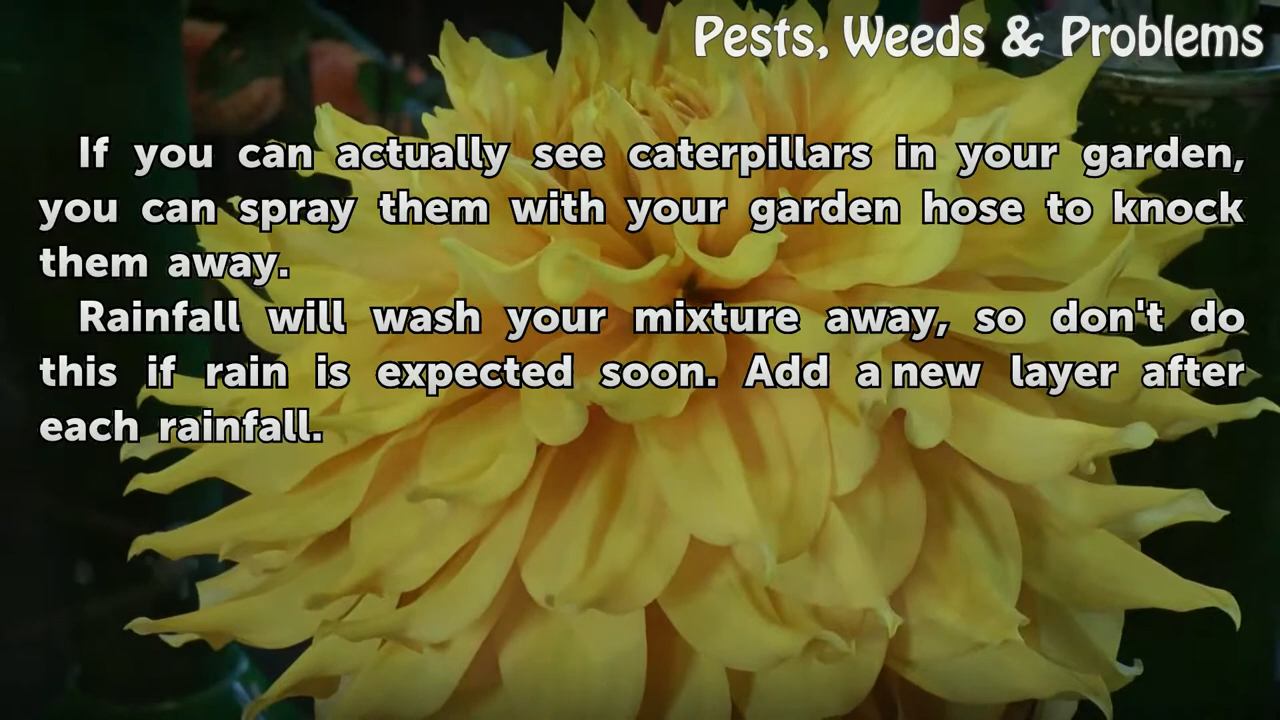 Pests, Weeds & Problems
If you can actually see caterpillars in your garden,
you can spray them with your garden hose to knock
them away.
Rainfall will wash your mixture away, so don't do
this if rain is expected soon. Add a new layer after
each rainfall.